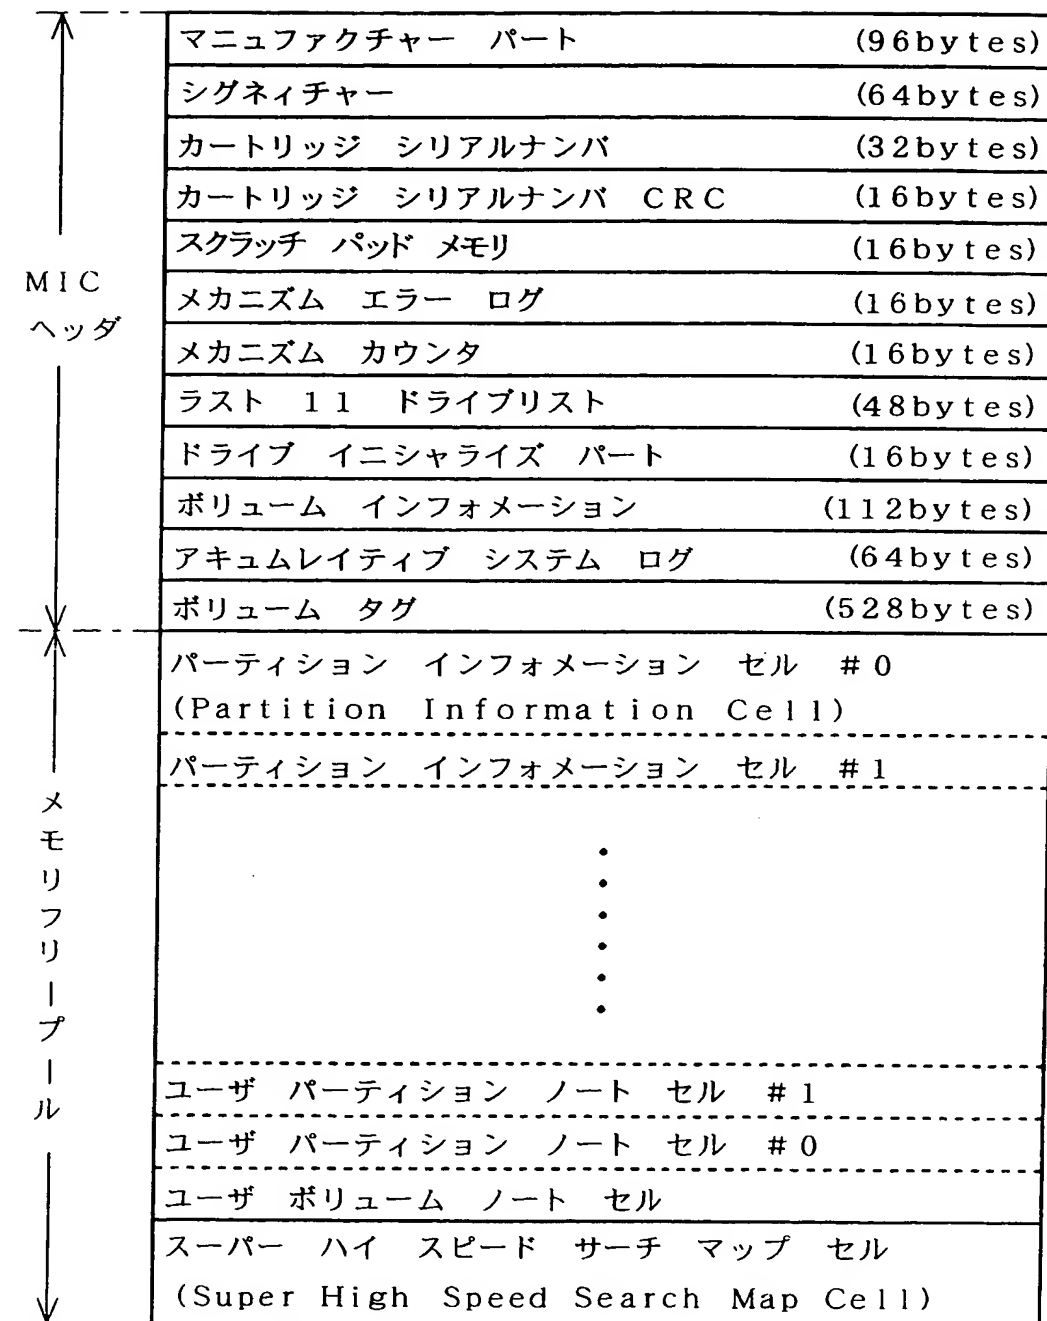 マニュファクチャー パート (96bytes)
シグネィチャー (64bytes)
カートリッジ シリアルナンバ (32bytes)
カートリッジ シリアルナンバ CRC (16bytes)
スクラッチ パッド メモリ (16bytes)
メカニズム エラー ログ (16bytes)
メカニズム カウンタ (16bytes)
ラスト 11 ドライブリスト (48bytes)
ドライブ イニシャライズ パート (16bytes)
ボリューム インフォメーション (112bytes)
アキュムレイティブ システム ログ (64bytes)
ボリューム タグ (528bytes)
MIC
ヘッダ
パーティション インフォメーション セル #0
(Partition Information Cell)
パーティション インフォメーション セル #1
ユーザ パーティション ノート セル #1
ユーザ パーティション ノート セル #0
ユーザ ボリューム ノート セル
スーパー ハイ スピード サーチ マップ セル
(Super High Speed Search Map Cell)
メモリフリープール